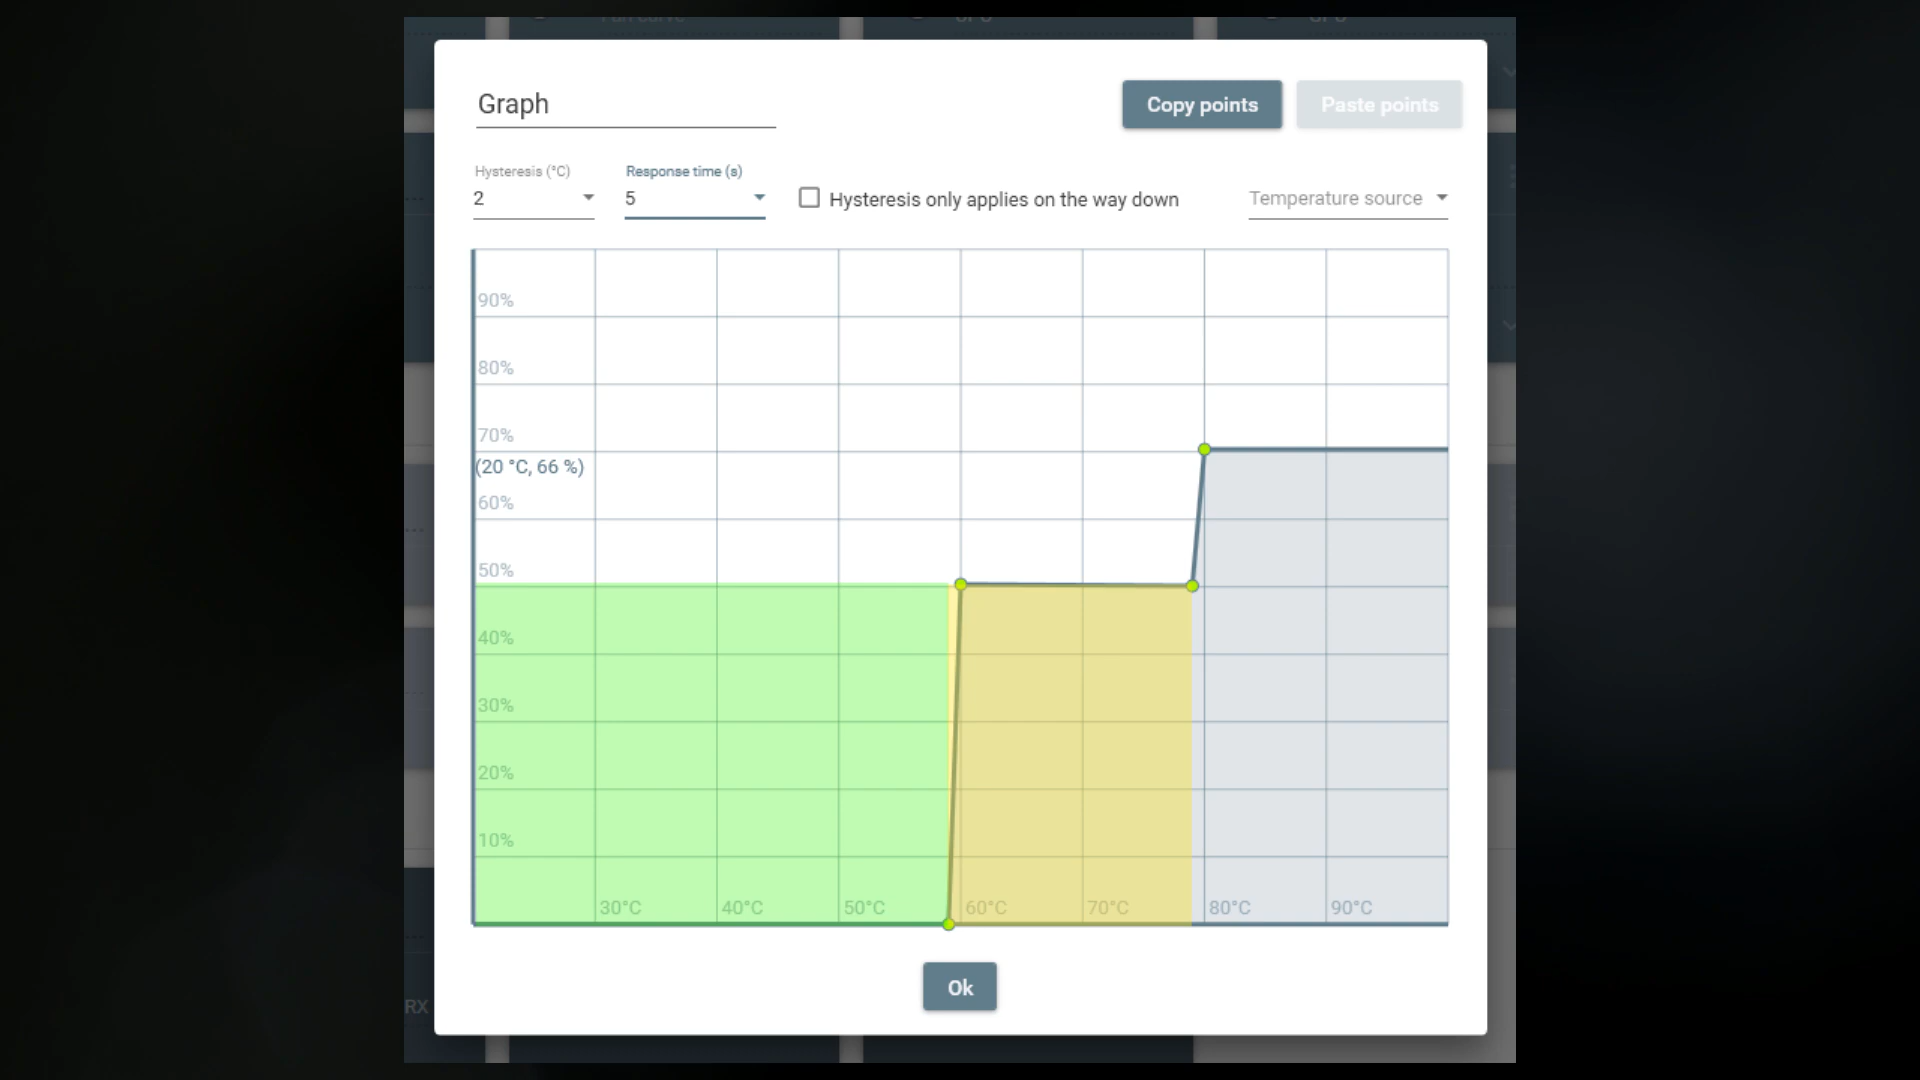 Graph
Copy points
Paste points
Hysteresis (°C)
Response time (s)
2
5
Hysteresis only applies on the way down
Temperature source
90%
80%
70%
(20 °C, 66 %)
60%
50%
40%
30%
20%
10%
30°C
40°C
50°C
60°C
70°C
80°C
90°C
Ok
RX